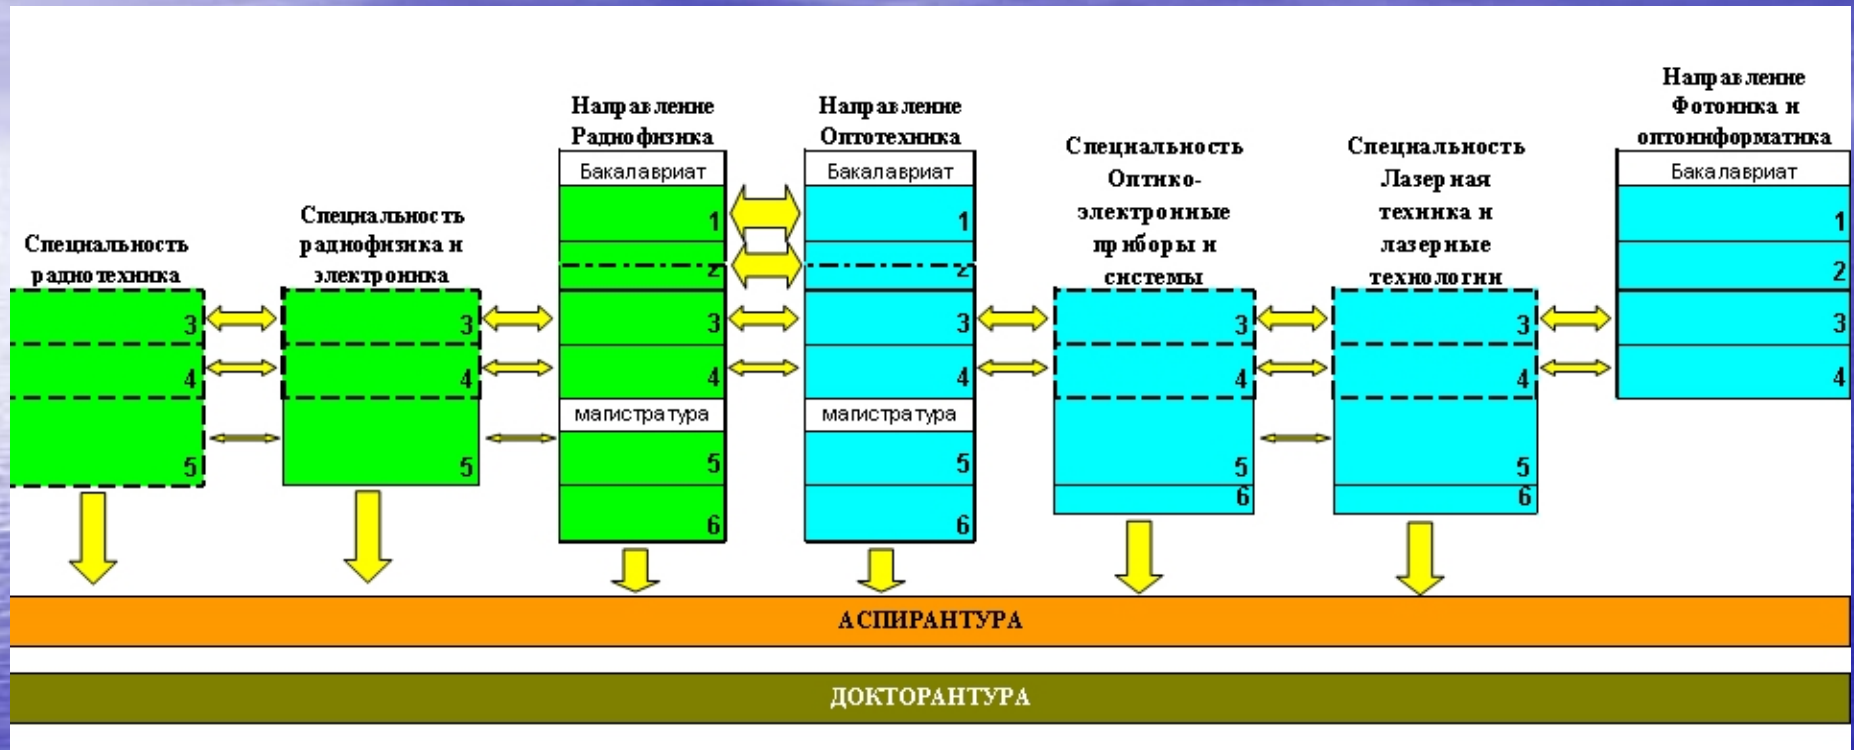 Специальность
радиотехника
3
4
5
Специальность
радиофизика и
электроника
3
4
5
Направление
Радиофизика
Бакалавриат
1
2
3
4
магистратура
5
6
Направление
Оптотехника
Бакалавриат
1
2
3
4
магистратура
5
6
Специальность
Оптико-
электронные
приборы и
системы
3
4
5
6
Специальность
Лазерная
техника и
лазерные
технологии
3
4
5
6
Направление
Фотоника и
оптоинформатика
Бакалавриат
1
2
3
4
АСПИРАНТУРА
ДОКТОРАНТУРА